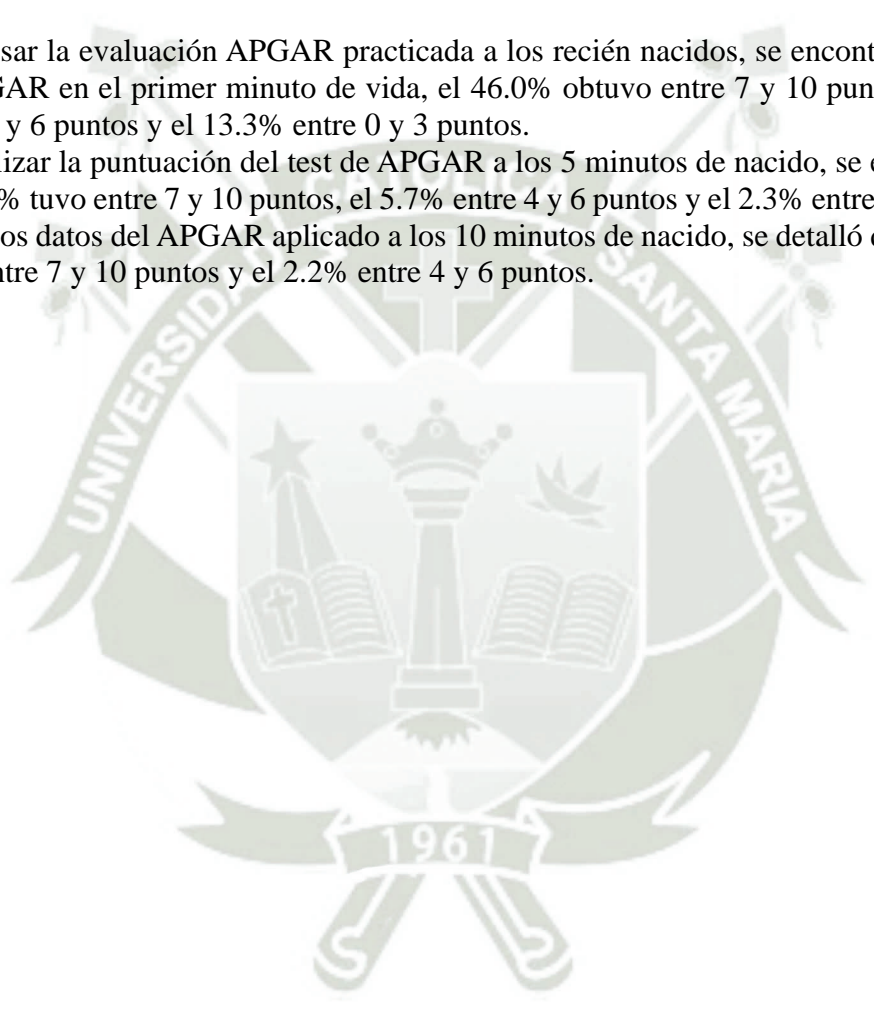 sar la evaluación APGAR practicada a los recién nacidos, se encont
AR en el primer minuto de vida, el 46.0% obtuvo entre 7 y 10 pun
y 6 puntos y el 13.3% entre 0 y 3 puntos.
lizar la puntuación del test de APGAR a los 5 minutos de nacido, se
% tuvo entre 7 y 10 puntos, el 5.7% entre 4 y 6 puntos y el 2.3% entre
os datos del APGAR aplicado a los 10 minutos de nacido, se detalló
ntre 7 y 10 puntos y el 2.2% entre 4 y 6 puntos.
CATÓLICA
UNIVERSIDAD
SANTA MARIA
1961